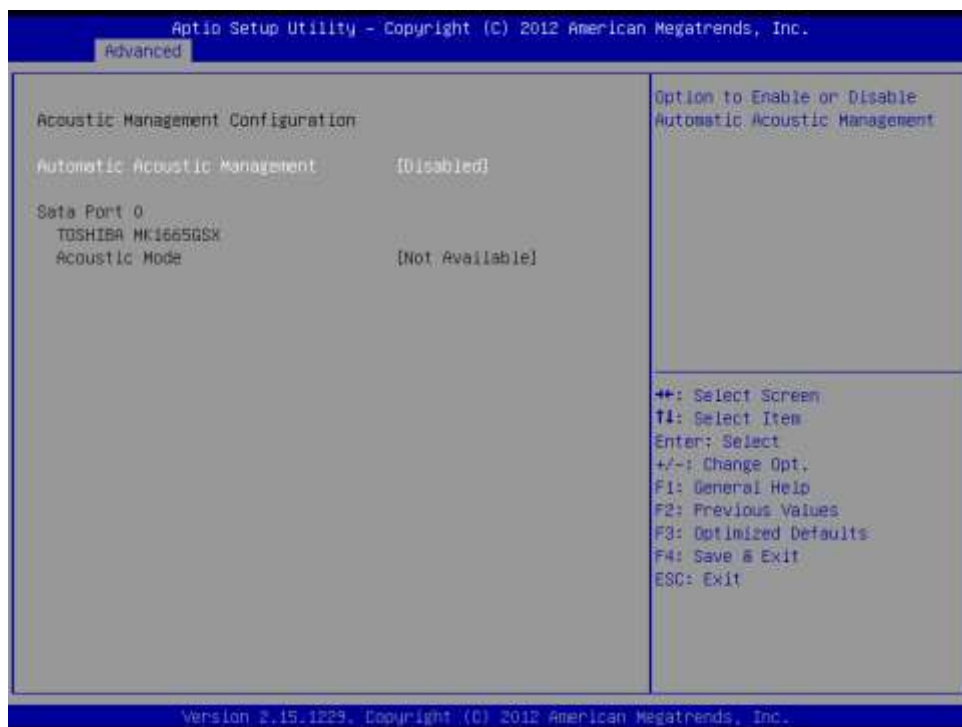 Aptio Setup Utility - Copyright (C) 2012 American Megatrends, Inc.
Advanced
Acoustic Management Configuration
Automatic Acoustic Management [Disabled]
Sata Port 0
TOSHIBA MK1665GSX
Acoustic Mode [Not Available]
Option to Enable or Disable
Automatic Acoustic Management
→←: Select Screen
↑↓: Select Item
Enter: Select
+/-: Change Opt.
F1: General Help
F2: Previous Values
F3: Optimized Defaults
F4: Save & Exit
ESC: Exit
Version 2.15.1229. Copyright (C) 2012 American Megatrends, Inc.